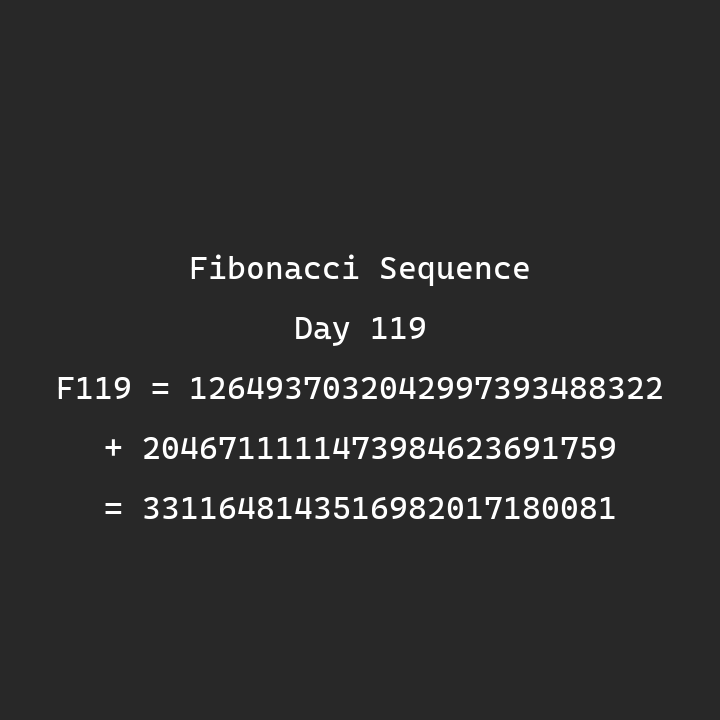 Fibonacci Sequence
Day 119
F119 = 1264937032042997393488322
+ 2046711111473984623691759
= 3311648143516982017180081